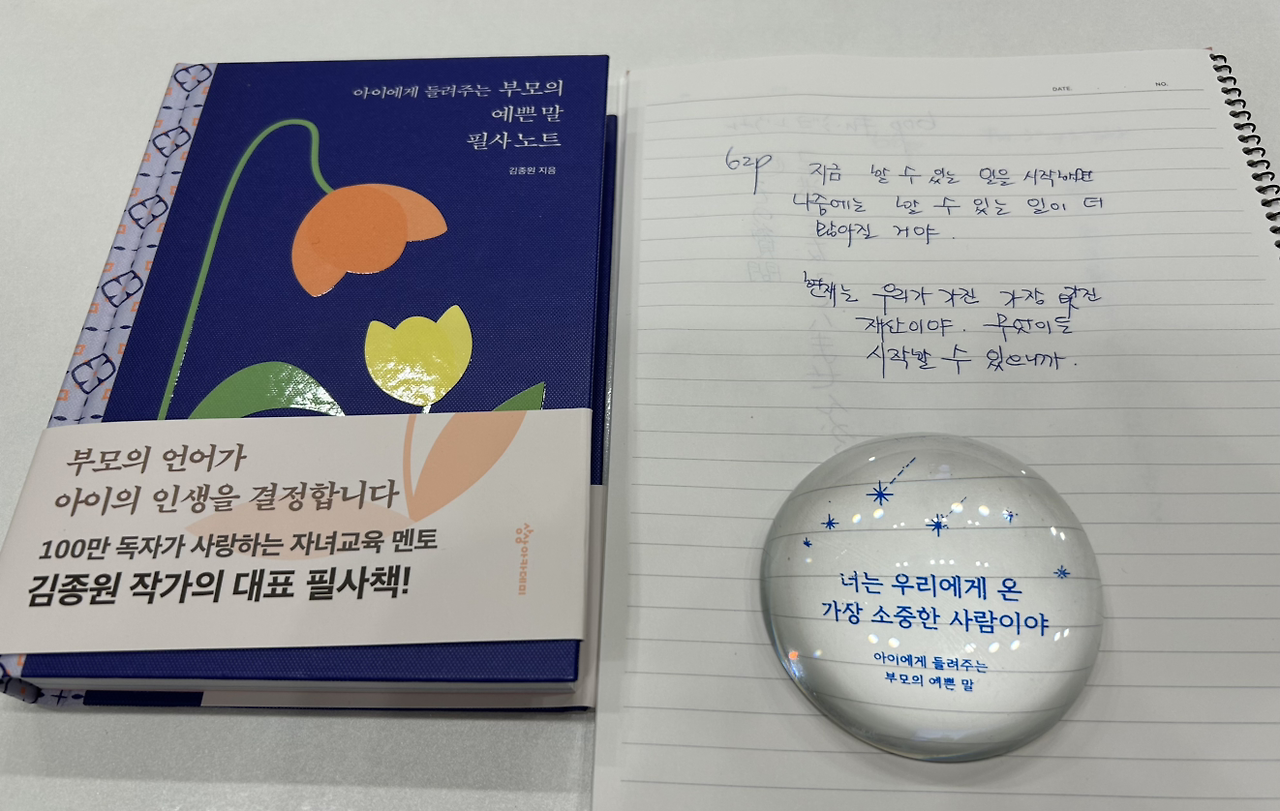 아이에게 들려주는 부모의
예쁜 말
필사 노트
김종원 지음
부모의 언어가
아이의 인생을 결정합니다
100만 독자가 사랑하는 자녀교육 멘토
김종원 작가의 대표 필사책!
상상아카데미
DATE.
NO.
62p
지금 할 수 있는 일을 시작하면
나중에는 할 수 있는 일이 더
많아질 거야.
현재는 우리가 가진 가장 멋진
재산이야. 무엇이든
시작할 수 있으니까.
너는 우리에게 온
가장 소중한 사람이야
아이에게 들려주는
부모의 예쁜 말